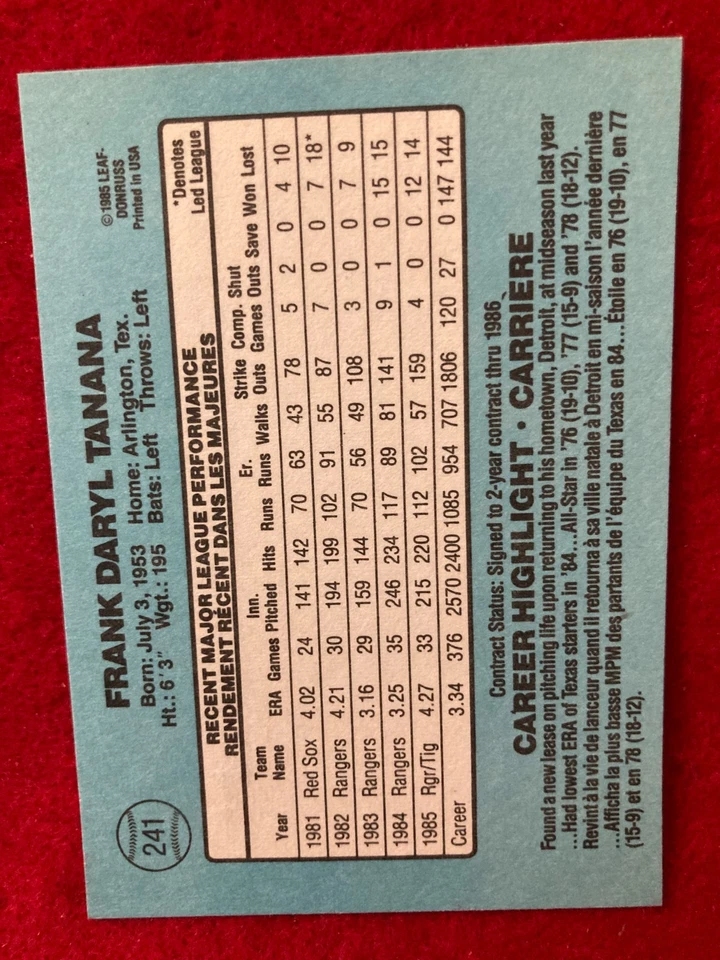 241
FRANK DARYL TANANA
Born: July 3, 1953 Home: Arlington, Tex.
Ht.: 6'3" Wgt.: 195 Bats: Left Throws: Left
© 1985 LEAF-
DONRUSS
Printed in USA
RECENT MAJOR LEAGUE PERFORMANCE
RENDEMENT RÉCENT DANS LES MAJEURES
*Denotes
Led League
Year Team Name ERA Games Inn. Pitched Hits Runs Er. Runs Walks Strike Outs Comp. Games Shut Outs Save Won Lost
1981 Red Sox 4.02 24 141 142 70 63 43 78 5 2 0 4 10
1982 Rangers 4.21 30 194 199 102 91 55 87 7 0 0 7 18*
1983 Rangers 3.16 29 159 144 70 56 49 108 3 0 0 7 9
1984 Rangers 3.25 35 246 234 117 89 81 141 9 1 0 15 15
1985 Rgr/Tig 4.27 33 215 220 112 102 57 159 4 0 0 12 14
Career 3.34 376 2570 2400 1085 954 707 1806 120 27 0 147 144
Contract Status: Signed to 2-year contract thru 1986
CAREER HIGHLIGHT · CARRIÈRE
Found a new lease on pitching life upon returning to his hometown, Detroit, at midseason last year
...Had lowest ERA of Texas starters in '84...All-Star in '76 (19-10), '77 (15-9) and '78 (18-12).
Revint à la vie de lanceur quand il retourna à sa ville natale à Detroit en mi-saison l'année dernière
....Afficha la plus basse MPM des partants de l'équipe du Texas en 84... Étoile en 76 (19-10), en 77
(15-9) et en 78 (18-12).